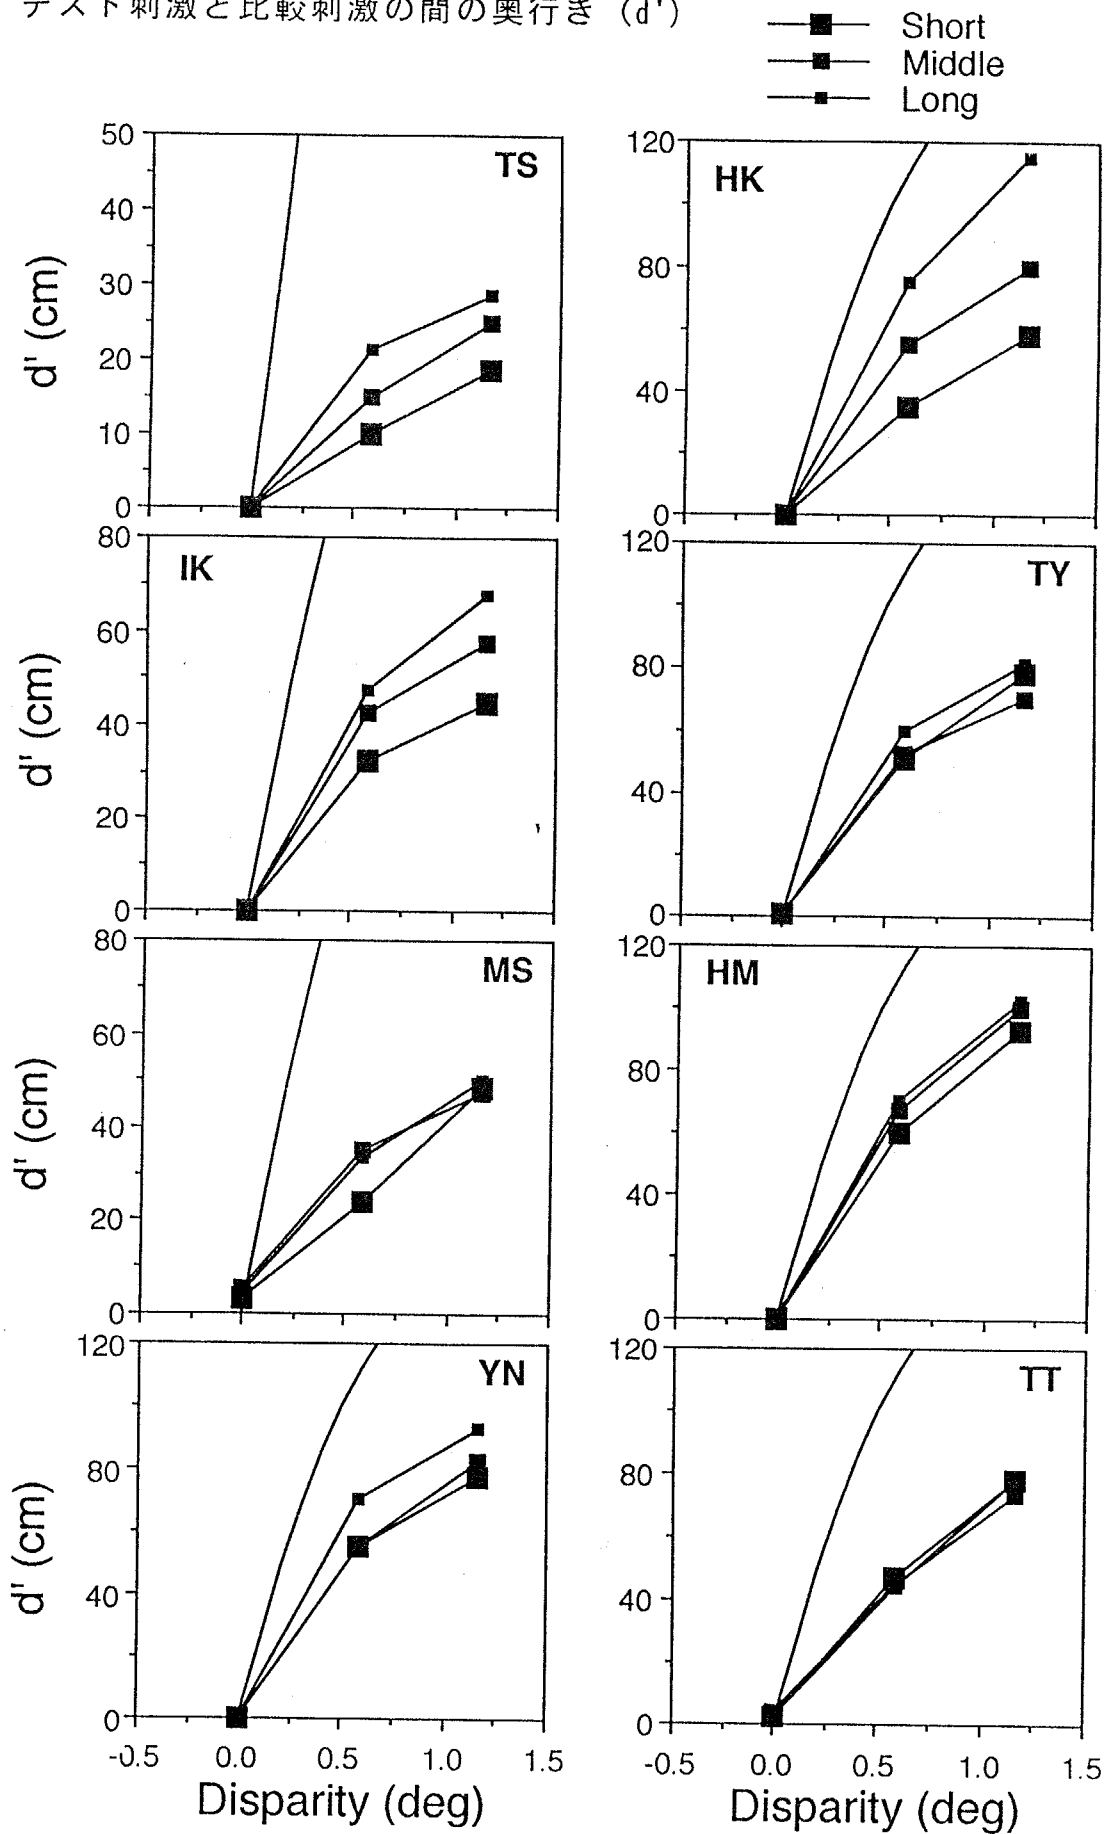 テスト刺激と比較刺激の間の奥行き (d')
Short
Middle
Long
50
40
30
20
10
0
d' (cm)
TS
120
80
40
0
HK
80
60
40
20
0
d' (cm)
IK
120
80
40
0
TY
80
60
40
20
0
d' (cm)
MS
120
80
40
0
HM
120
80
40
0
d' (cm)
YN
-0.5 0.0 0.5 1.0 1.5
Disparity (deg)
120
80
40
0
TT
-0.5 0.0 0.5 1.0 1.5
Disparity (deg)